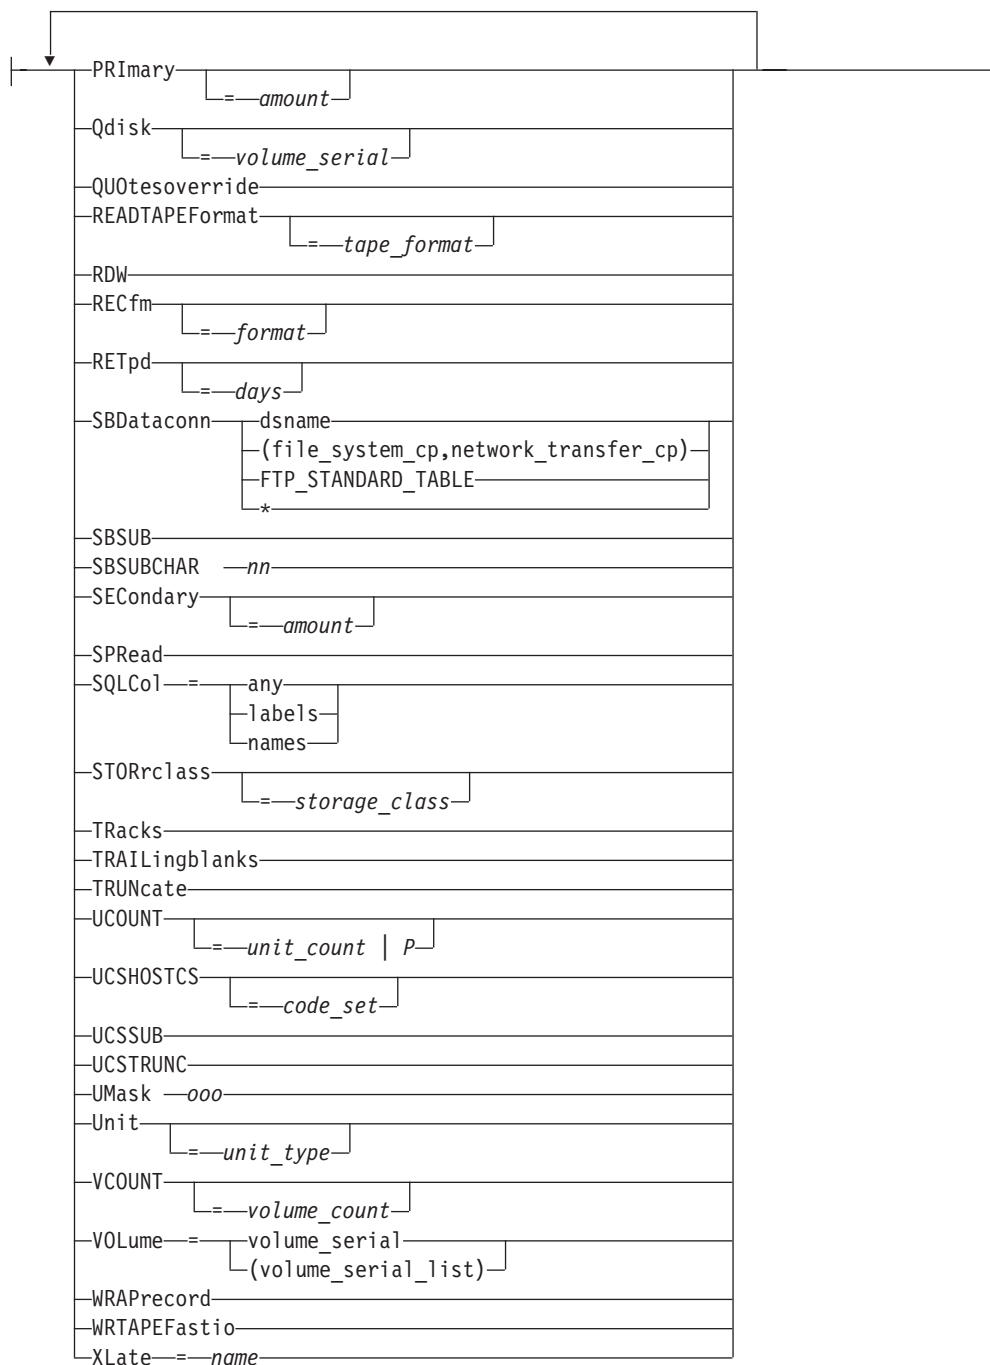 PRImary
= amount
Qdisk
= volume_serial
QUOtesoverride
READTAPEFormat
= tape_format
RDW
RECfm
= format
RETpd
= days
SBDataconn dsname
(file_system_cp,network_transfer_cp)
FTP_STANDARD_TABLE
*
SBSUB
SBSUBCHAR nn
SECondary
= amount
SPRead
SQLCol = any
labels
names
STORrclass
= storage_class
TRacks
TRAILingblanks
TRUNcate
UCOUNT
= unit_count | P
UCSHOSTCS
= code_set
UCSSUB
UCSTRUNC
UMask ooo
Unit
= unit_type
VCOUNT
= volume_count
VOLume = volume_serial
(volume_serial_list)
WRAPrecord
WRTAPEFastio
XLate = name